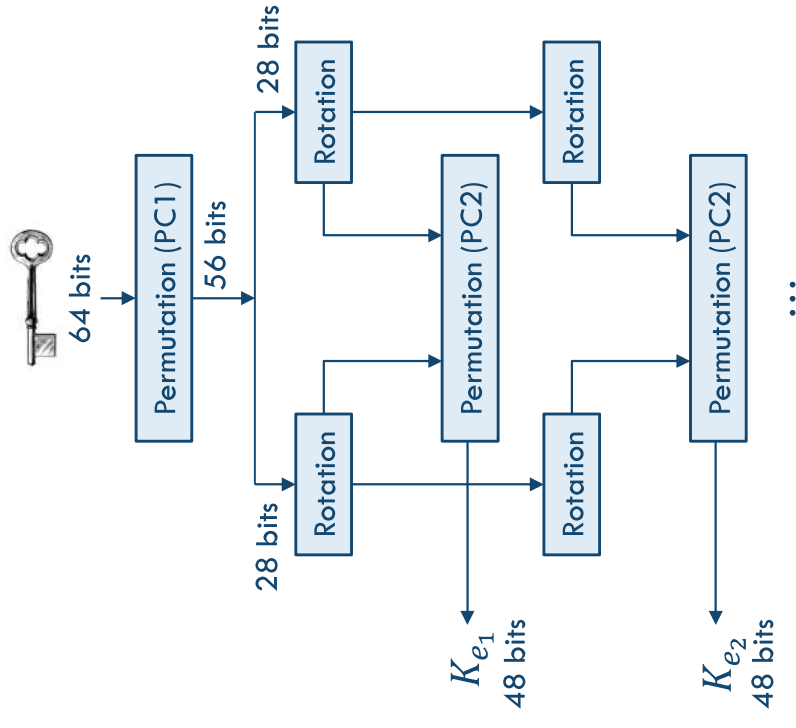 64 bits
Permutation (PC1)
56 bits
28 bits
28 bits
Rotation
Rotation
Permutation (PC2)
K_{e_1}
48 bits
Rotation
Rotation
Permutation (PC2)
K_{e_2}
48 bits
...